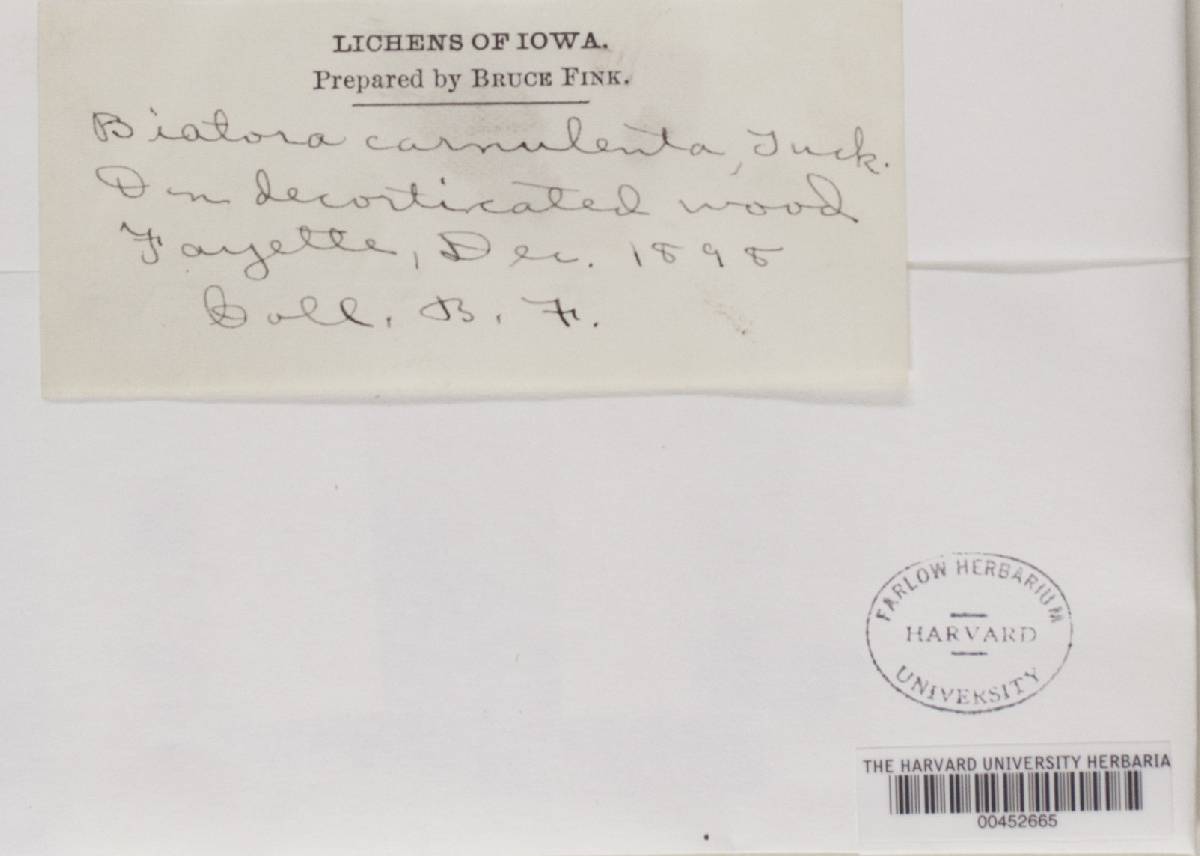 LICHENS OF IOWA.
Prepared by BRUCE FINK.
Biatora carnulenta, Tuck.
On decorticated wood
Fayette, Dec. 1898
Coll. B. F.
FARLOW HERBARIUM
HARVARD
UNIVERSITY
THE HARVARD UNIVERSITY HERBARIA
00452665